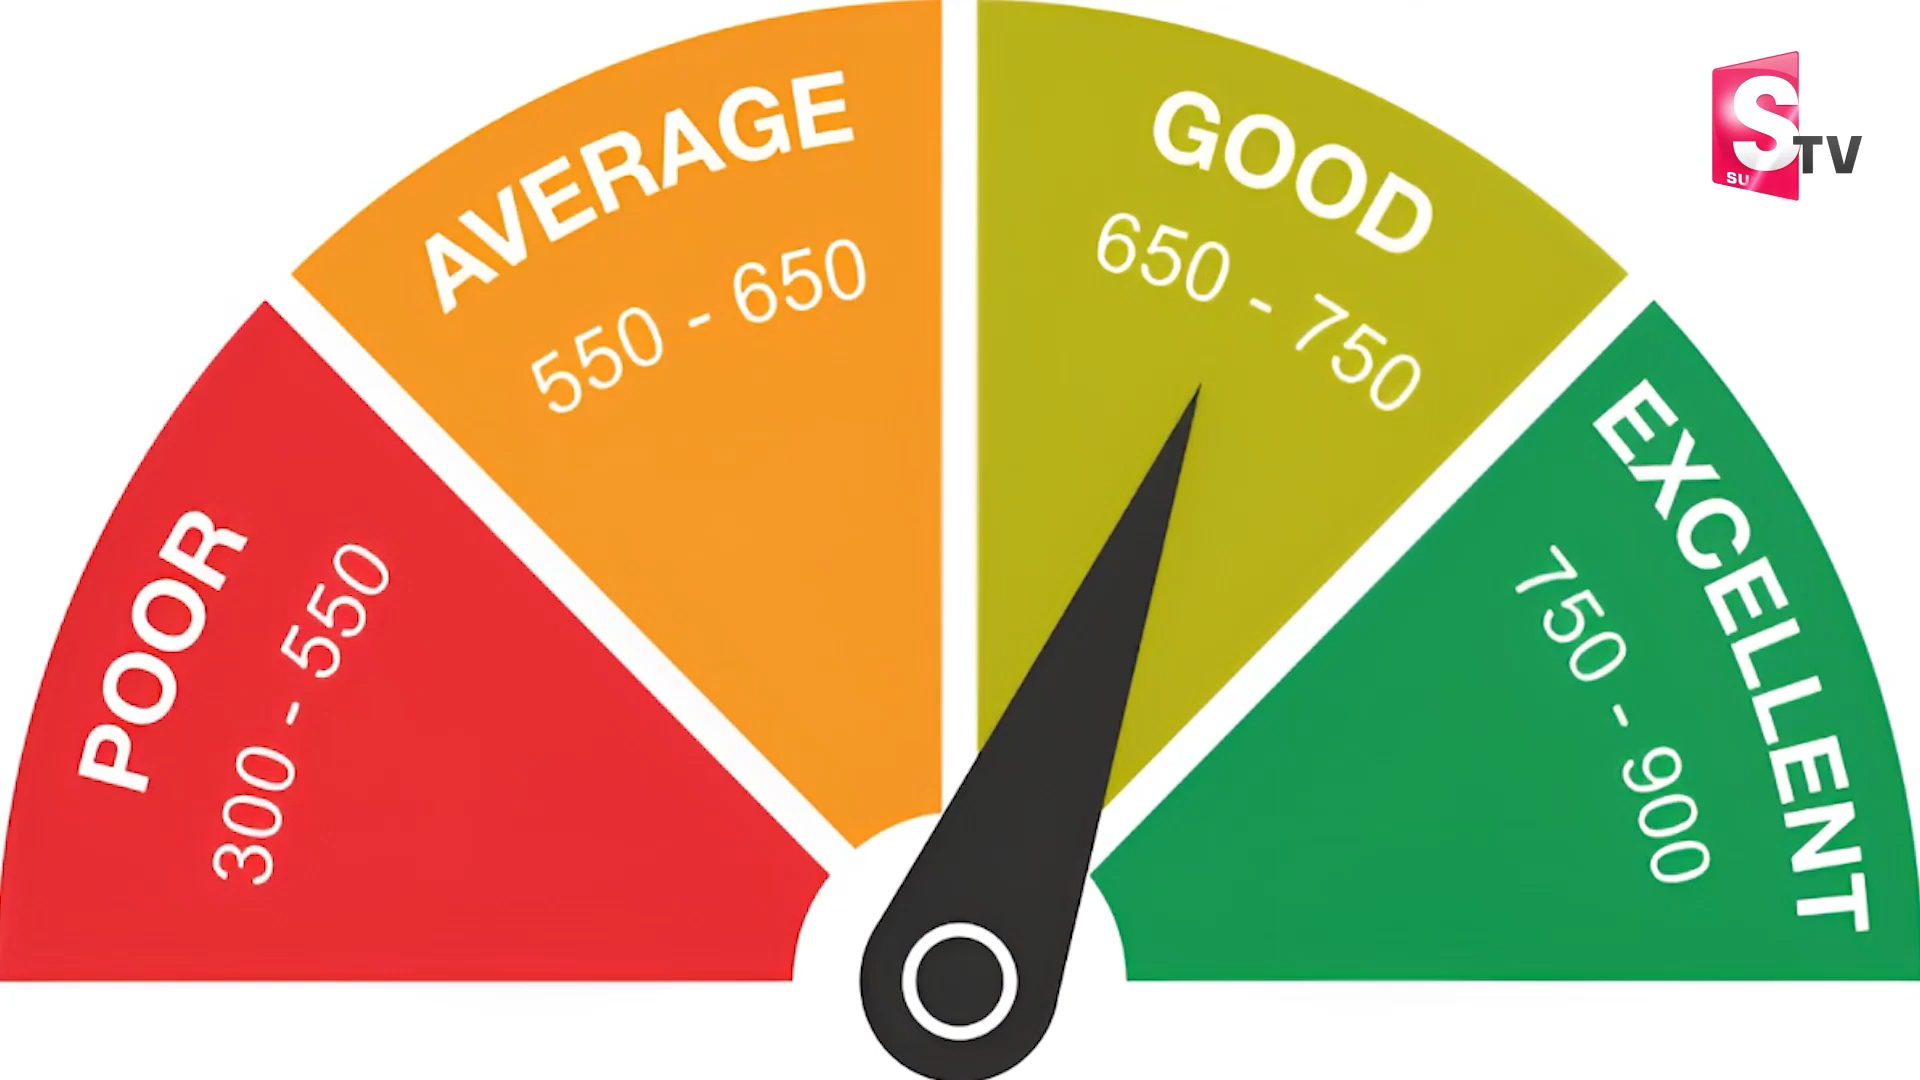 POOR
300 - 550
AVERAGE
550 - 650
GOOD
650 - 750
EXCELLENT
750 - 900
S
TV